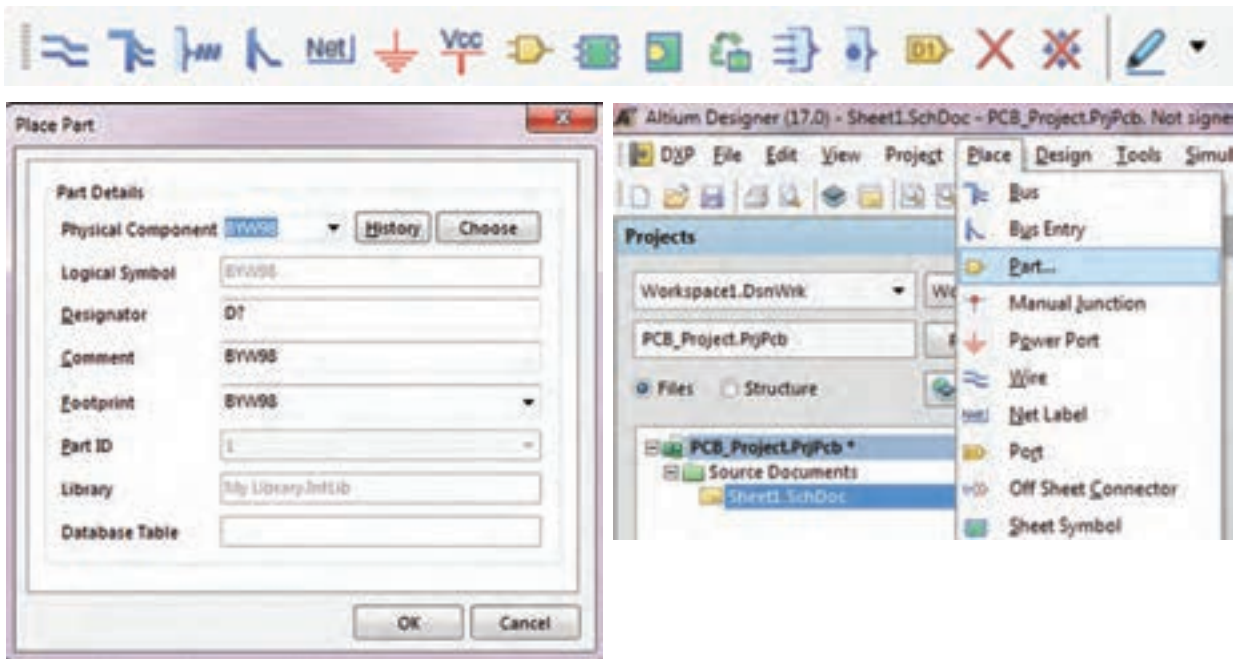 Net
Vcc
D1
Place Part
Part Details
Physical Component BYW98 History Choose
Logical Symbol BYW98
Designator D?
Comment BYW98
Footprint BYW98
Part ID 1
Library My Library.IntLib
Database Table
OK Cancel
Altium Designer (17.0) - Sheet1.SchDoc - PCB_Project.PrjPcb. Not signe
DXP File Edit View Project Place Design Tools Simul
Projects
Workspace1.DsnWrk
PCB_Project.PrjPcb
Files Structure
PCB_Project.PrjPcb *
Source Documents
Sheet1.SchDoc
Bus
Bus Entry
Part...
Manual Junction
Power Port
Wire
Net Label
Port
Off Sheet Connector
Sheet Symbol